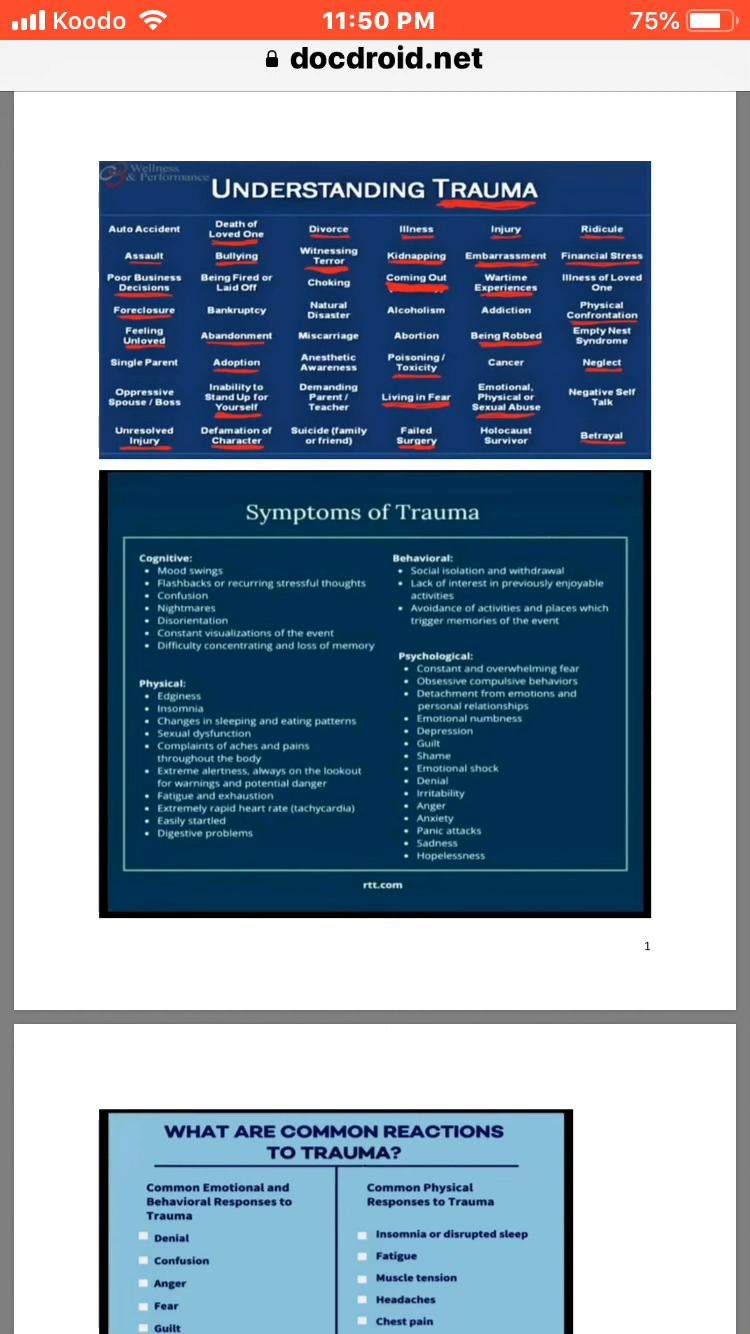 Koodo 11:50 PM 75%
docdroid.net
Wellness
& Performance
UNDERSTANDING TRAUMA
Auto Accident
Death of
Loved One
Divorce
Illness
Injury
Ridicule
Assault
Bullying
Witnessing
Terror
Kidnapping
Embarrassment
Financial Stress
Poor Business
Decisions
Being Fired or
Laid Off
Choking
Coming Out
Wartime
Experiences
Illness of Loved
One
Foreclosure
Bankruptcy
Natural
Disaster
Alcoholism
Addiction
Physical
Confrontation
Feeling
Unloved
Abandonment
Miscarriage
Abortion
Being Robbed
Empty Nest
Syndrome
Single Parent
Adoption
Anesthetic
Awareness
Poisoning /
Toxicity
Cancer
Neglect
Oppressive
Spouse / Boss
Inability to
Stand Up for
Yourself
Demanding
Parent /
Teacher
Living in Fear
Emotional,
Physical or
Sexual Abuse
Negative Self
Talk
Unresolved
Injury
Defamation of
Character
Suicide (family
or friend)
Failed
Surgery
Holocaust
Survivor
Betrayal
Symptoms of Trauma
Cognitive:
• Mood swings
• Flashbacks or recurring stressful thoughts
• Confusion
• Nightmares
• Disorientation
• Constant visualizations of the event
• Difficulty concentrating and loss of memory
Physical:
• Edginess
• Insomnia
• Changes in sleeping and eating patterns
• Sexual dysfunction
• Complaints of aches and pains
throughout the body
• Extreme alertness, always on the lookout
for warnings and potential danger
• Fatigue and exhaustion
• Extremely rapid heart rate (tachycardia)
• Easily startled
• Digestive problems
Behavioral:
• Social isolation and withdrawal
• Lack of interest in previously enjoyable
activities
• Avoidance of activities and places which
trigger memories of the event
Psychological:
• Constant and overwhelming fear
• Obsessive compulsive behaviors
• Detachment from emotions and
personal relationships
• Emotional numbness
• Depression
• Guilt
• Shame
• Emotional shock
• Denial
• Irritability
• Anger
• Anxiety
• Panic attacks
• Sadness
• Hopelessness
rtt.com
1
WHAT ARE COMMON REACTIONS
TO TRAUMA?
Common Emotional and
Behavioral Responses to
Trauma
Denial
Confusion
Anger
Fear
Guilt
Common Physical
Responses to Trauma
Insomnia or disrupted sleep
Fatigue
Muscle tension
Headaches
Chest pain